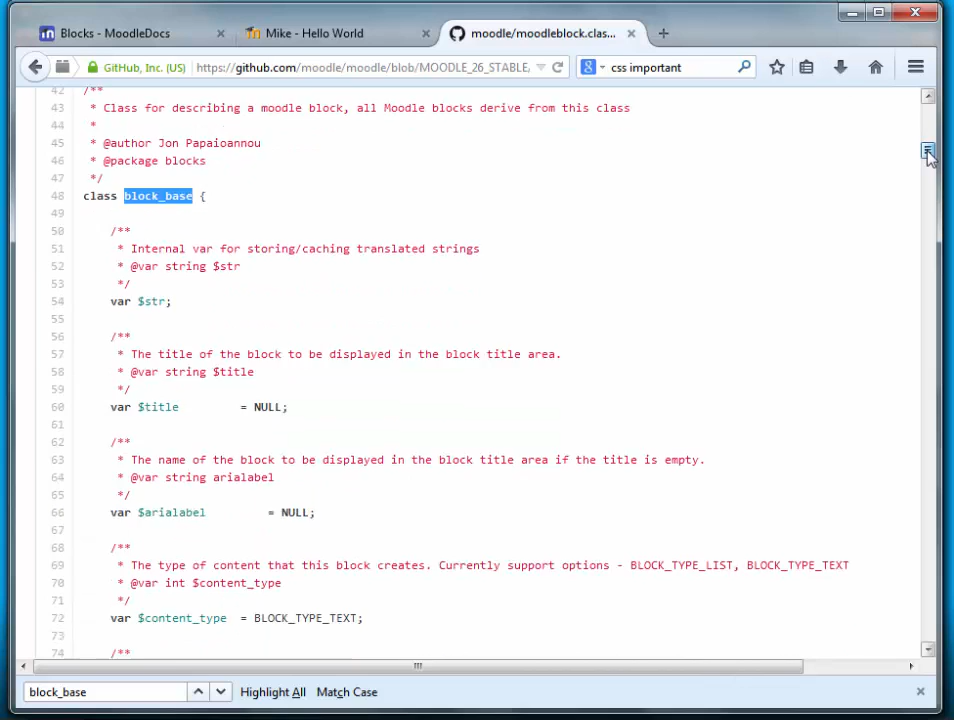 Blocks - MoodleDocs
Mike - Hello World
moodle/moodleblock.clas...
GitHub, Inc. (US)
https://github.com/moodle/moodle/blob/MOODLE_26_STABLE,
css important
42 /**
43 * Class for describing a moodle block, all Moodle blocks derive from this class
44 *
45 * @author Jon Papaioannou
46 * @package blocks
47 */
48 class block_base {
49
50 /**
51 * Internal var for storing/caching translated strings
52 * @var string $str
53 */
54 var $str;
55
56 /**
57 * The title of the block to be displayed in the block title area.
58 * @var string $title
59 */
60 var $title = NULL;
61
62 /**
63 * The name of the block to be displayed in the block title area if the title is empty.
64 * @var string arialabel
65 */
66 var $arialabel = NULL;
67
68 /**
69 * The type of content that this block creates. Currently support options - BLOCK_TYPE_LIST, BLOCK_TYPE_TEXT
70 * @var int $content_type
71 */
72 var $content_type = BLOCK_TYPE_TEXT;
73
74 /**
block_base
Highlight All
Match Case